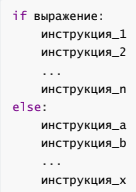 if выражение:
    инструкция_1
    инструкция_2
    ...
    инструкция_n
else:
    инструкция_a
    инструкция_b
    ...
    инструкция_x